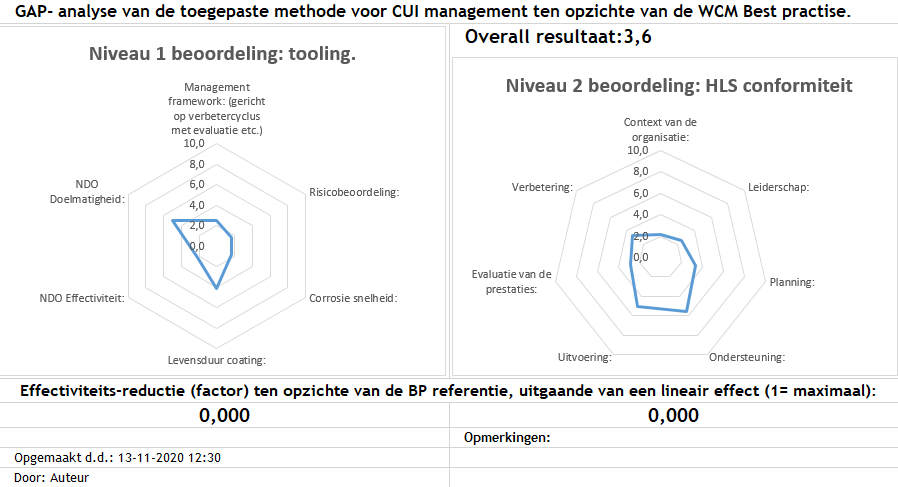 GAP- analyse van de toegepaste methode voor CUI management ten opzichte van de WCM Best practise.
Niveau 1 beoordeling: tooling.
Management
framework: (gericht
op verbetercyclus
met evaluatie etc.)
10,0
8,0
6,0
4,0
2,0
0,0
Risicobeoordeling:
Corrosie snelheid:
Levensduur coating:
NDO Effectiviteit:
NDO
Doelmatigheid:
Overall resultaat:3,6
Niveau 2 beoordeling: HLS conformiteit
Context van de
organisatie:
10,0
8,0
6,0
4,0
2,0
0,0
Leiderschap:
Planning:
Ondersteuning:
Uitvoering:
Evaluatie van de
prestaties:
Verbetering:
Effectiviteits-reductie (factor) ten opzichte van de BP referentie, uitgaande van een lineair effect (1= maximaal):
0,000
0,000
Opmerkingen:
Opgemaakt d.d.: 13-11-2020 12:30
Door: Auteur